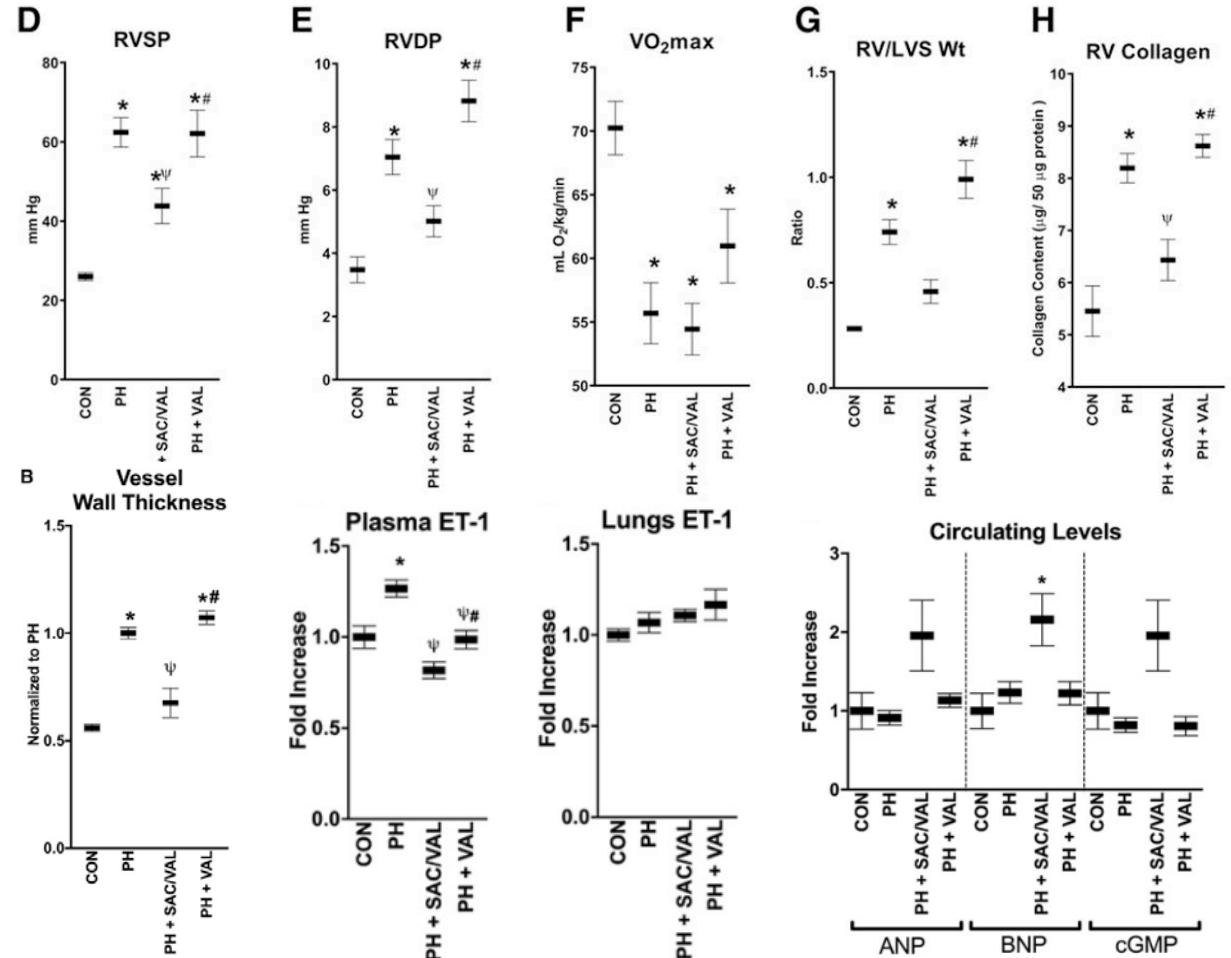 D
RVSP
80
60
40
20
0
mm Hg
*
*ψ
*#
CON
PH
+ SAC/VAL
PH + VAL
E
RVDP
10
8
6
4
2
0
mm Hg
*
ψ
*#
CON
PH
PH + SAC/VAL
PH + VAL
F
VO2max
75
70
65
60
55
50
mL O2/kg/min
*
*
*
CON
PH
PH + SAC/VAL
PH + VAL
G
RV/LVS Wt
1.5
1.0
0.5
0.0
Ratio
*
*#
CON
PH
PH + SAC/VAL
PH + VAL
H
RV Collagen
10
9
8
7
6
5
4
Collagen Content (µg/ 50 µg protein )
*
ψ
*#
CON
PH
PH + SAC/VAL
PH + VAL
B
Vessel
Wall Thickness
1.5
1.0
0.5
0.0
Normalized to PH
*
ψ
*#
CON
PH
PH + SAC/VAL
PH + VAL
Plasma ET-1
1.5
1.0
0.5
0.0
Fold Increase
*
ψ
ψ#
CON
PH
PH + SAC/VAL
PH + VAL
Lungs ET-1
1.5
1.0
0.5
0.0
Fold Increase
CON
PH
PH + SAC/VAL
PH + VAL
Circulating Levels
3
2
1
0
Fold Increase
*
CON
PH
PH + SAC/VAL
PH + VAL
CON
PH
PH + SAC/VAL
PH + VAL
CON
PH
PH + SAC/VAL
PH + VAL
ANP
BNP
cGMP